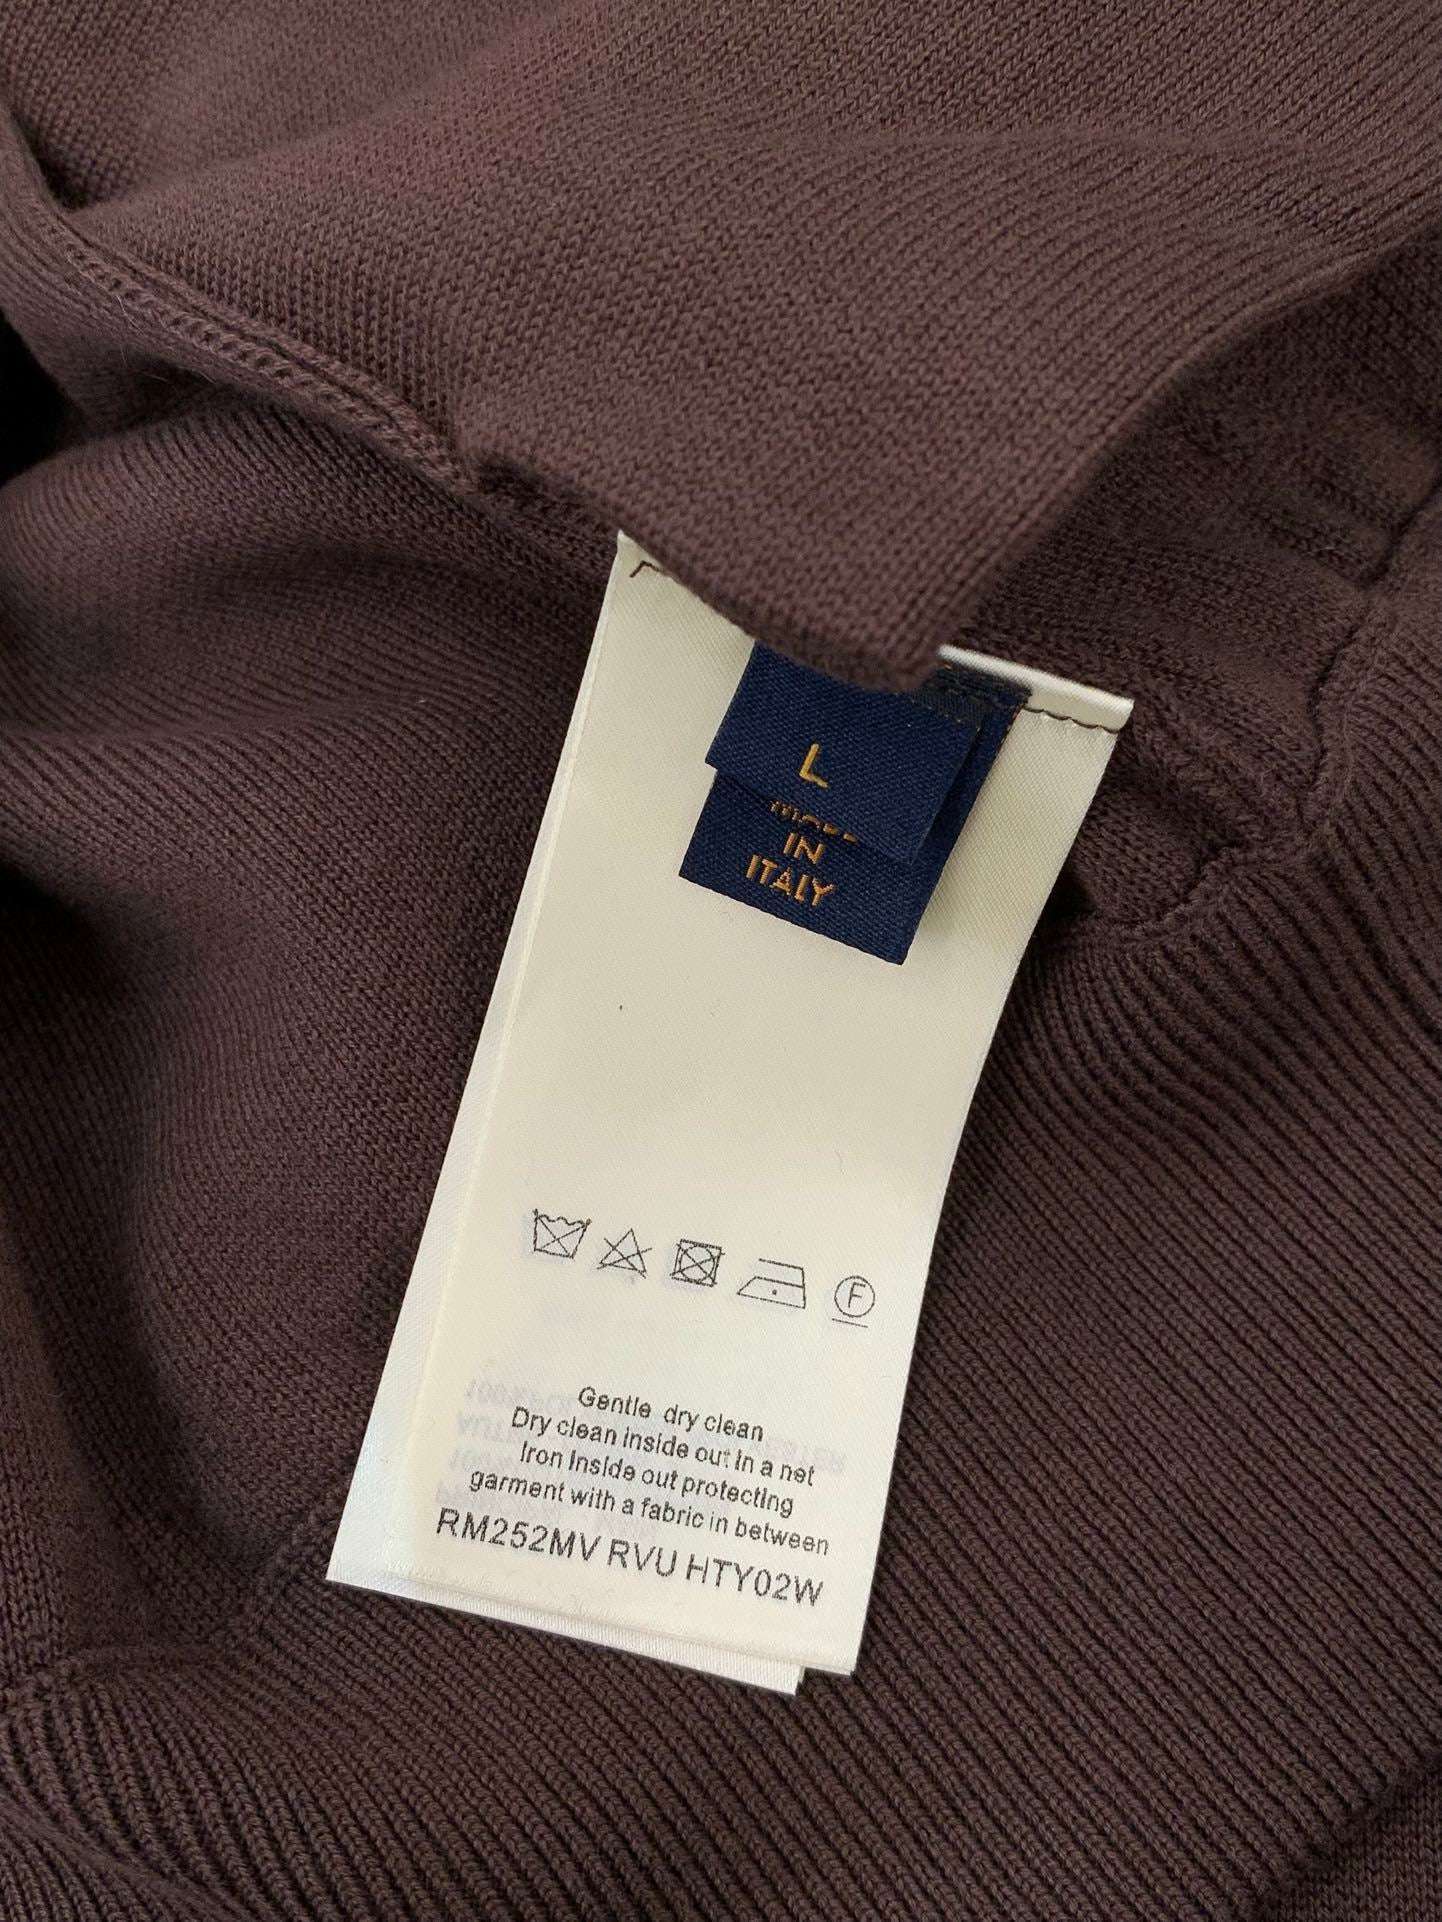 L
MADE
IN
ITALY
F
Gentle dry clean
Dry clean inside out in a net
Iron inside out protecting
garment with a fabric in between
RM252MV RVU HTY02W